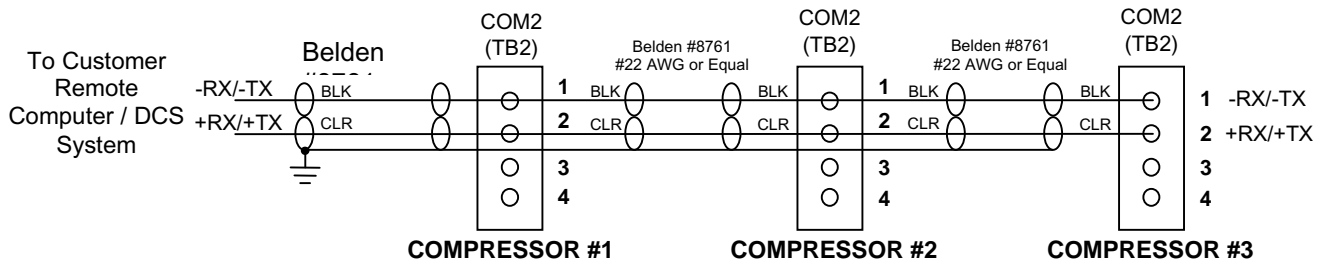 To Customer
Remote
Computer / DCS
System
-RX/-TX
+RX/+TX
Belden
BLK
CLR
COM2
(TB2)
1
2
3
4
COMPRESSOR #1
Belden #8761
#22 AWG or Equal
BLK
BLK
CLR
CLR
COM2
(TB2)
1
2
3
4
COMPRESSOR #2
Belden #8761
#22 AWG or Equal
BLK
BLK
CLR
CLR
COM2
(TB2)
1 -RX/-TX
2 +RX/+TX
3
4
COMPRESSOR #3